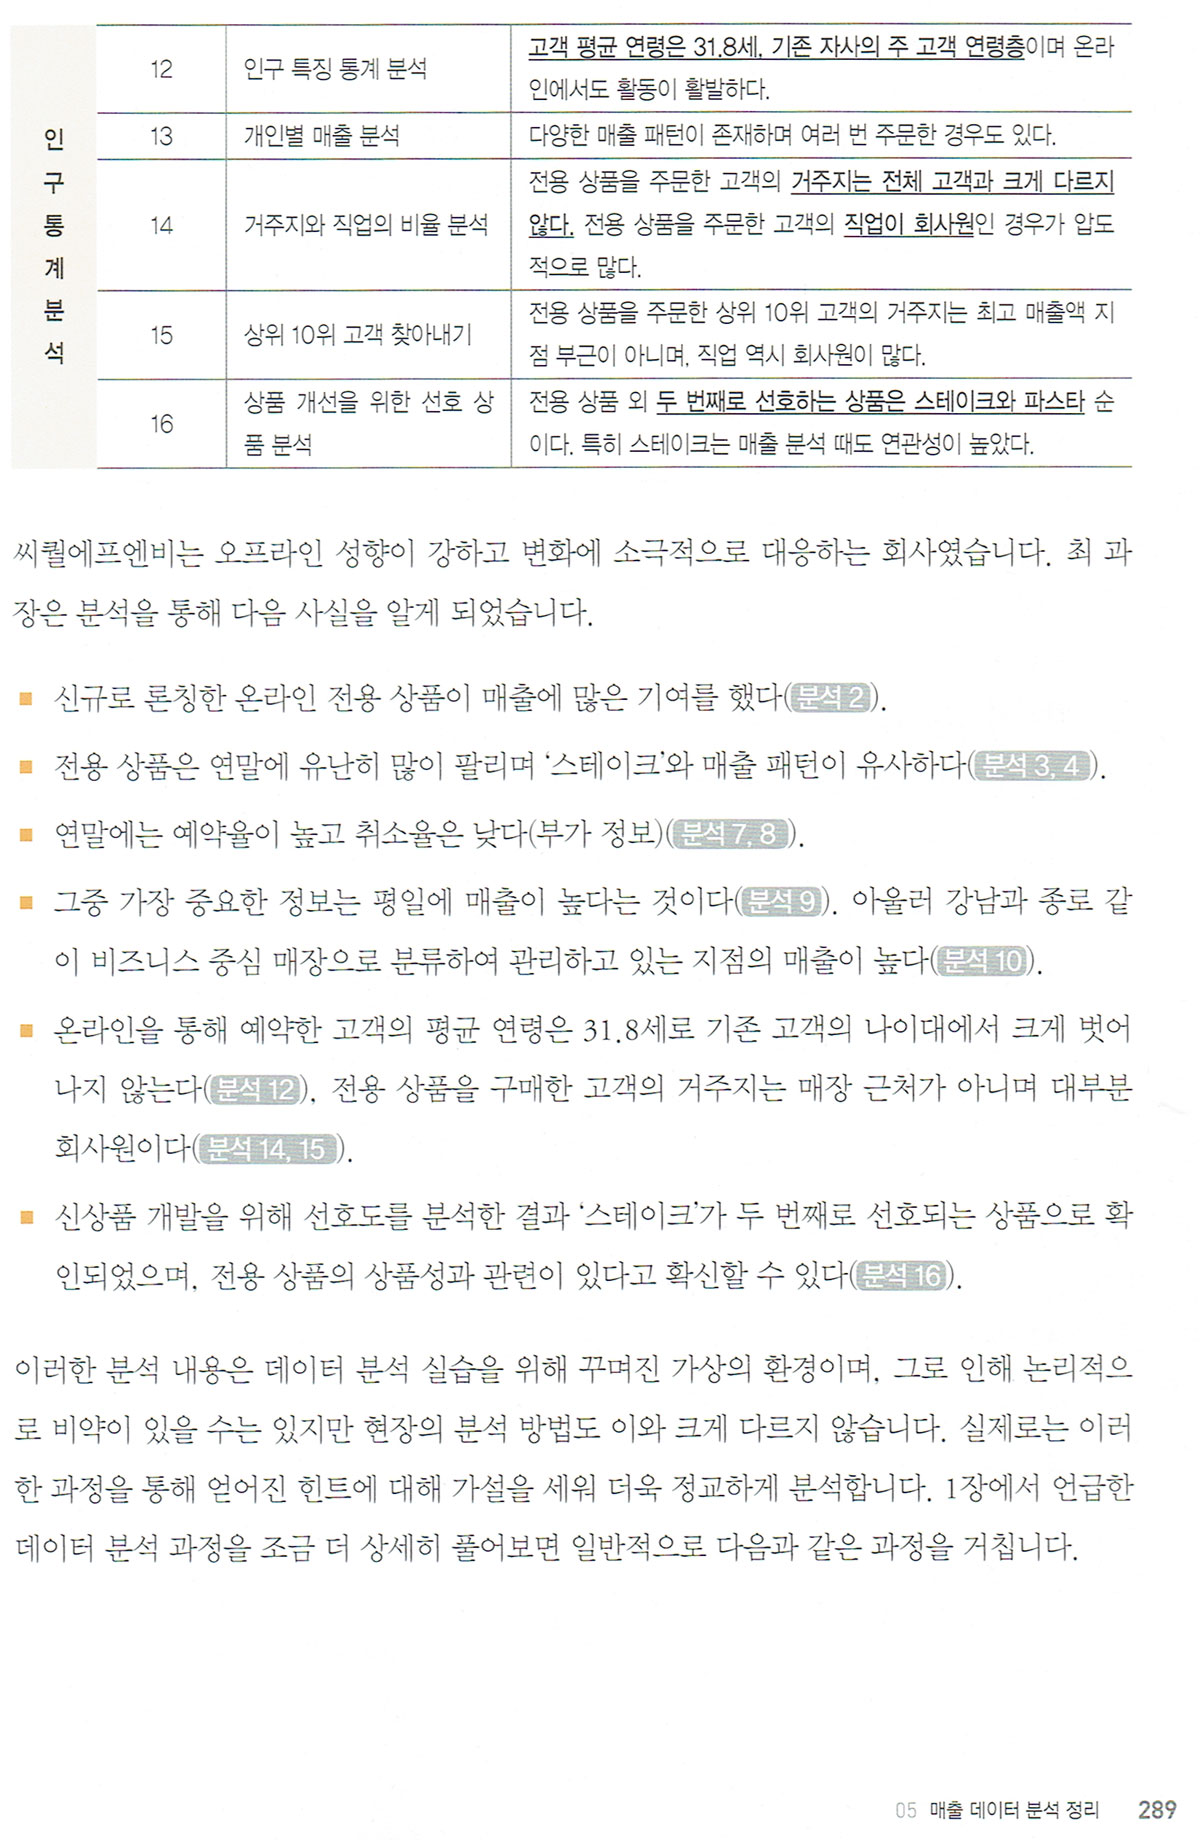 인
구
통
계
분
석
12
인구 특징 통계 분석
고객 평균 연령은 31.8세, 기존 자사의 주 고객 연령층이며 온라
인에서도 활동이 활발하다.
13
개인별 매출 분석
다양한 매출 패턴이 존재하며 여러 번 주문한 경우도 있다.
14
거주지와 직업의 비율 분석
전용 상품을 주문한 고객의 거주지는 전체 고객과 크게 다르지
않다. 전용 상품을 주문한 고객의 직업이 회사원인 경우가 압도
적으로 많다.
15
상위 10위 고객 찾아내기
전용 상품을 주문한 상위 10위 고객의 거주지는 최고 매출액 지
점 부근이 아니며, 직업 역시 회사원이 많다.
16
상품 개선을 위한 선호 상
품 분석
전용 상품 외 두 번째로 선호하는 상품은 스테이크와 파스타 순
이다. 특히 스테이크는 매출 분석 때도 연관성이 높았다.
씨퀄에프엔비는 오프라인 성향이 강하고 변화에 소극적으로 대응하는 회사였습니다. 최 과
장은 분석을 통해 다음 사실을 알게 되었습니다.
■ 신규로 론칭한 온라인 전용 상품이 매출에 많은 기여를 했다(분석 2).
■ 전용 상품은 연말에 유난히 많이 팔리며 ‘스테이크’와 매출 패턴이 유사하다(분석 3, 4).
■ 연말에는 예약율이 높고 취소율은 낮다(부가 정보)(분석 7, 8).
■ 그중 가장 중요한 정보는 평일에 매출이 높다는 것이다(분석 9). 아울러 강남과 종로 같
이 비즈니스 중심 매장으로 분류하여 관리하고 있는 지점의 매출이 높다(분석 10).
■ 온라인을 통해 예약한 고객의 평균 연령은 31.8세로 기존 고객의 나이대에서 크게 벗어
나지 않는다(분석 12), 전용 상품을 구매한 고객의 거주지는 매장 근처가 아니며 대부분
회사원이다(분석 14, 15).
■ 신상품 개발을 위해 선호도를 분석한 결과 ‘스테이크’가 두 번째로 선호되는 상품으로 확
인되었으며, 전용 상품의 상품성과 관련이 있다고 확신할 수 있다(분석 16).
이러한 분석 내용은 데이터 분석 실습을 위해 꾸며진 가상의 환경이며, 그로 인해 논리적으
로 비약이 있을 수는 있지만 현장의 분석 방법도 이와 크게 다르지 않습니다. 실제로는 이러
한 과정을 통해 얻어진 힌트에 대해 가설을 세워 더욱 정교하게 분석합니다. 1장에서 언급한
데이터 분석 과정을 조금 더 상세히 풀어보면 일반적으로 다음과 같은 과정을 거칩니다.
05 매출 데이터 분석 정리 289